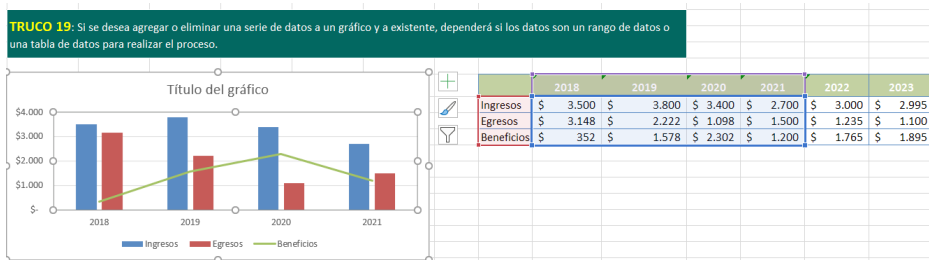 TRUCO 19: Si se desea agregar o eliminar una serie de datos a un gráfico y a existente, dependerá si los datos son un rango de datos o
una tabla de datos para realizar el proceso.
Título del gráfico
$4.000
$3.000
$2.000
$1.000
$-
2018 2019 2020 2021
Ingresos Egresos Beneficios
2018 2019 2020 2021 2022 2023
Ingresos $ 3.500 $ 3.800 $ 3.400 $ 2.700 $ 3.000 $ 2.995
Egresos $ 3.148 $ 2.222 $ 1.098 $ 1.500 $ 1.235 $ 1.100
Beneficios $ 352 $ 1.578 $ 2.302 $ 1.200 $ 1.765 $ 1.895